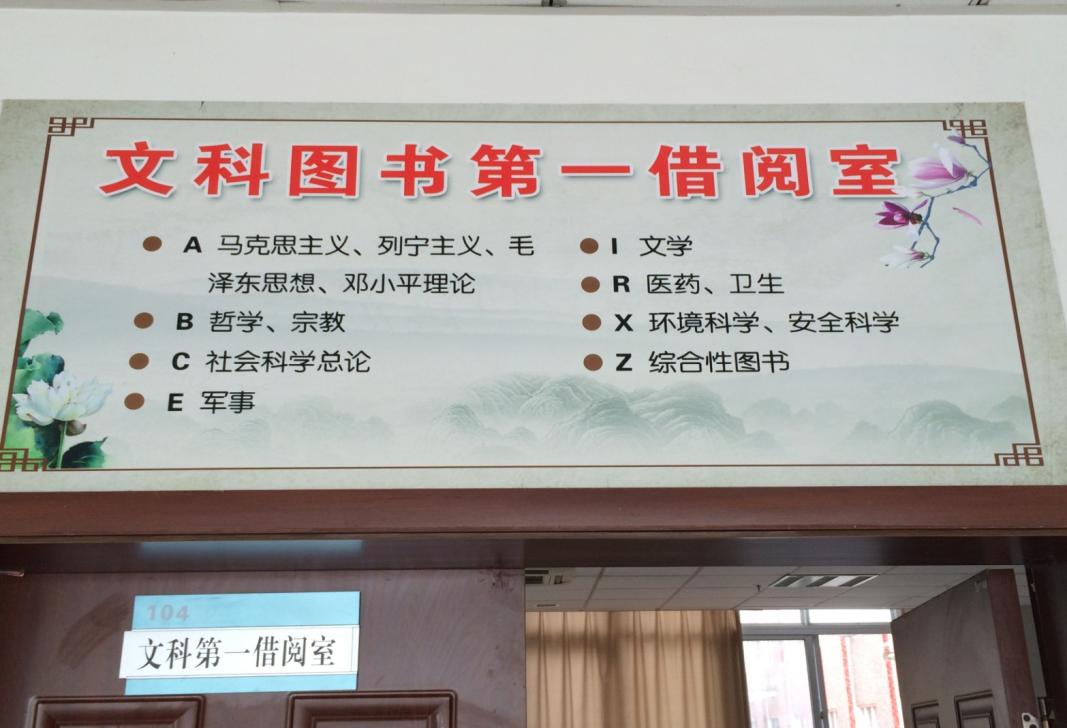 文科图书第一借阅室
A 马克思主义、列宁主义、毛
泽东思想、邓小平理论
B 哲学、宗教
C 社会科学总论
E 军事
I 文学
R 医药、卫生
X 环境科学、安全科学
Z 综合性图书
104
文科第一借阅室